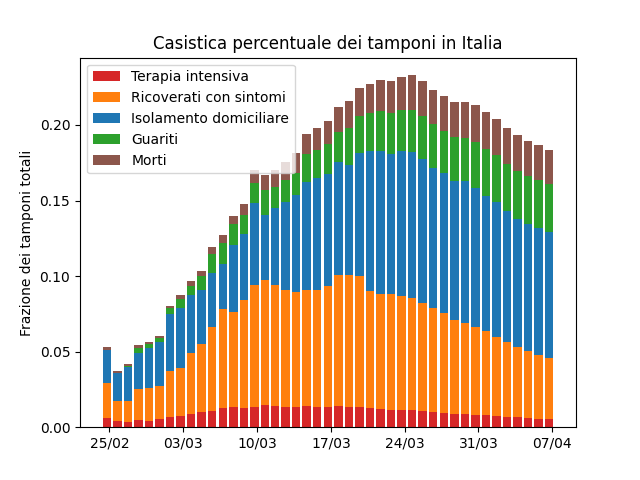 Casistica percentuale dei tamponi in Italia
Terapia intensiva
Ricoverati con sintomi
Isolamento domiciliare
Guariti
Morti
Frazione dei tamponi totali
0.20
0.15
0.10
0.05
0.00
25/02 03/03 10/03 17/03 24/03 31/03 07/04